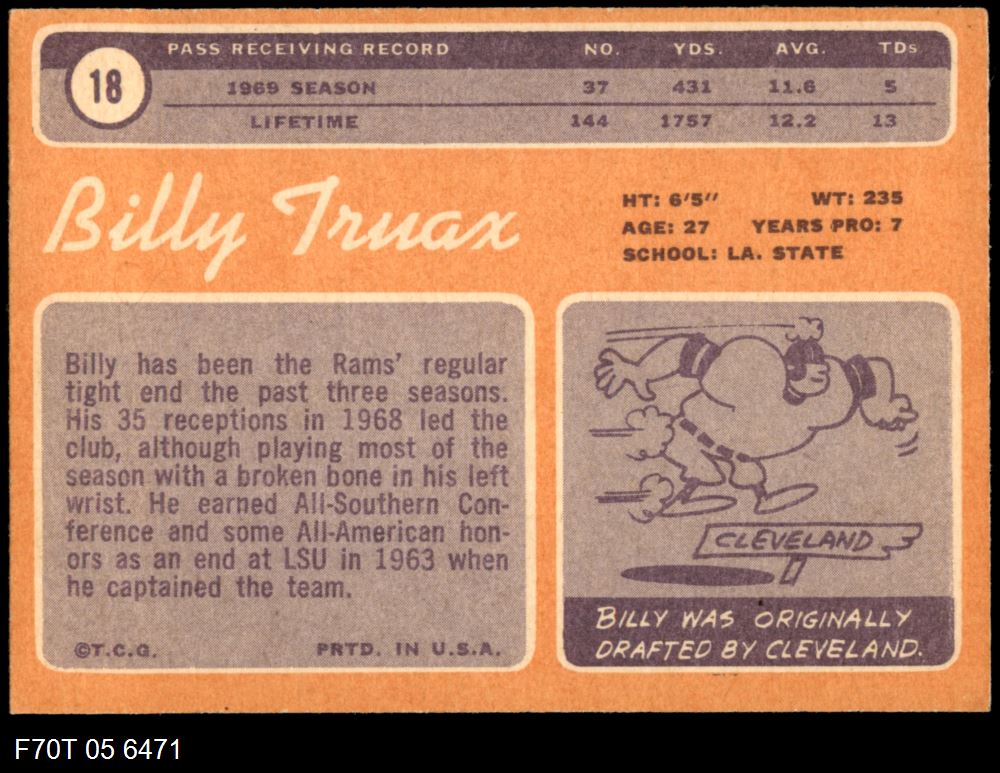 18
PASS RECEIVING RECORD NO. YDS. AVG. TDs
1969 SEASON 37 431 11.6 5
LIFETIME 144 1757 12.2 13
Billy Truax
HT: 6'5" WT: 235
AGE: 27 YEARS PRO: 7
SCHOOL: LA. STATE
Billy has been the Rams' regular
tight end the past three seasons.
His 35 receptions in 1968 led the
club, although playing most of the
season with a broken bone in his left
wrist. He earned All-Southern Con-
ference and some All-American hon-
ors as an end at LSU in 1963 when
he captained the team.
©T.C.G. PRTD. IN U.S.A.
CLEVELAND
BILLY WAS ORIGINALLY
DRAFTED BY CLEVELAND.
F70T 05 6471